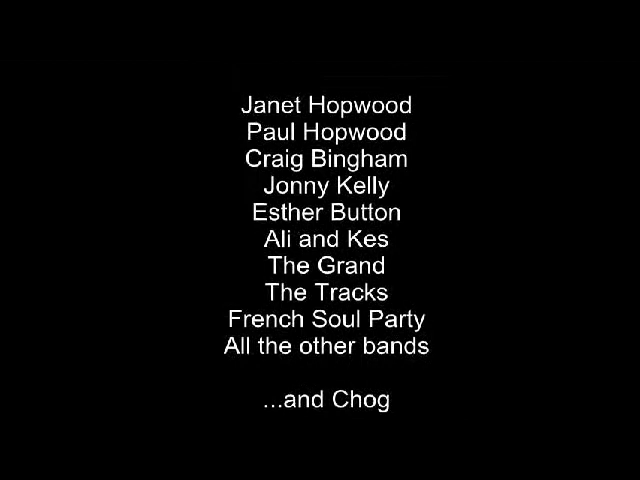 Janet Hopwood
Paul Hopwood
Craig Bingham
Jonny Kelly
Esther Button
Ali and Kes
The Grand
The Tracks
French Soul Party
All the other bands
...and Chog